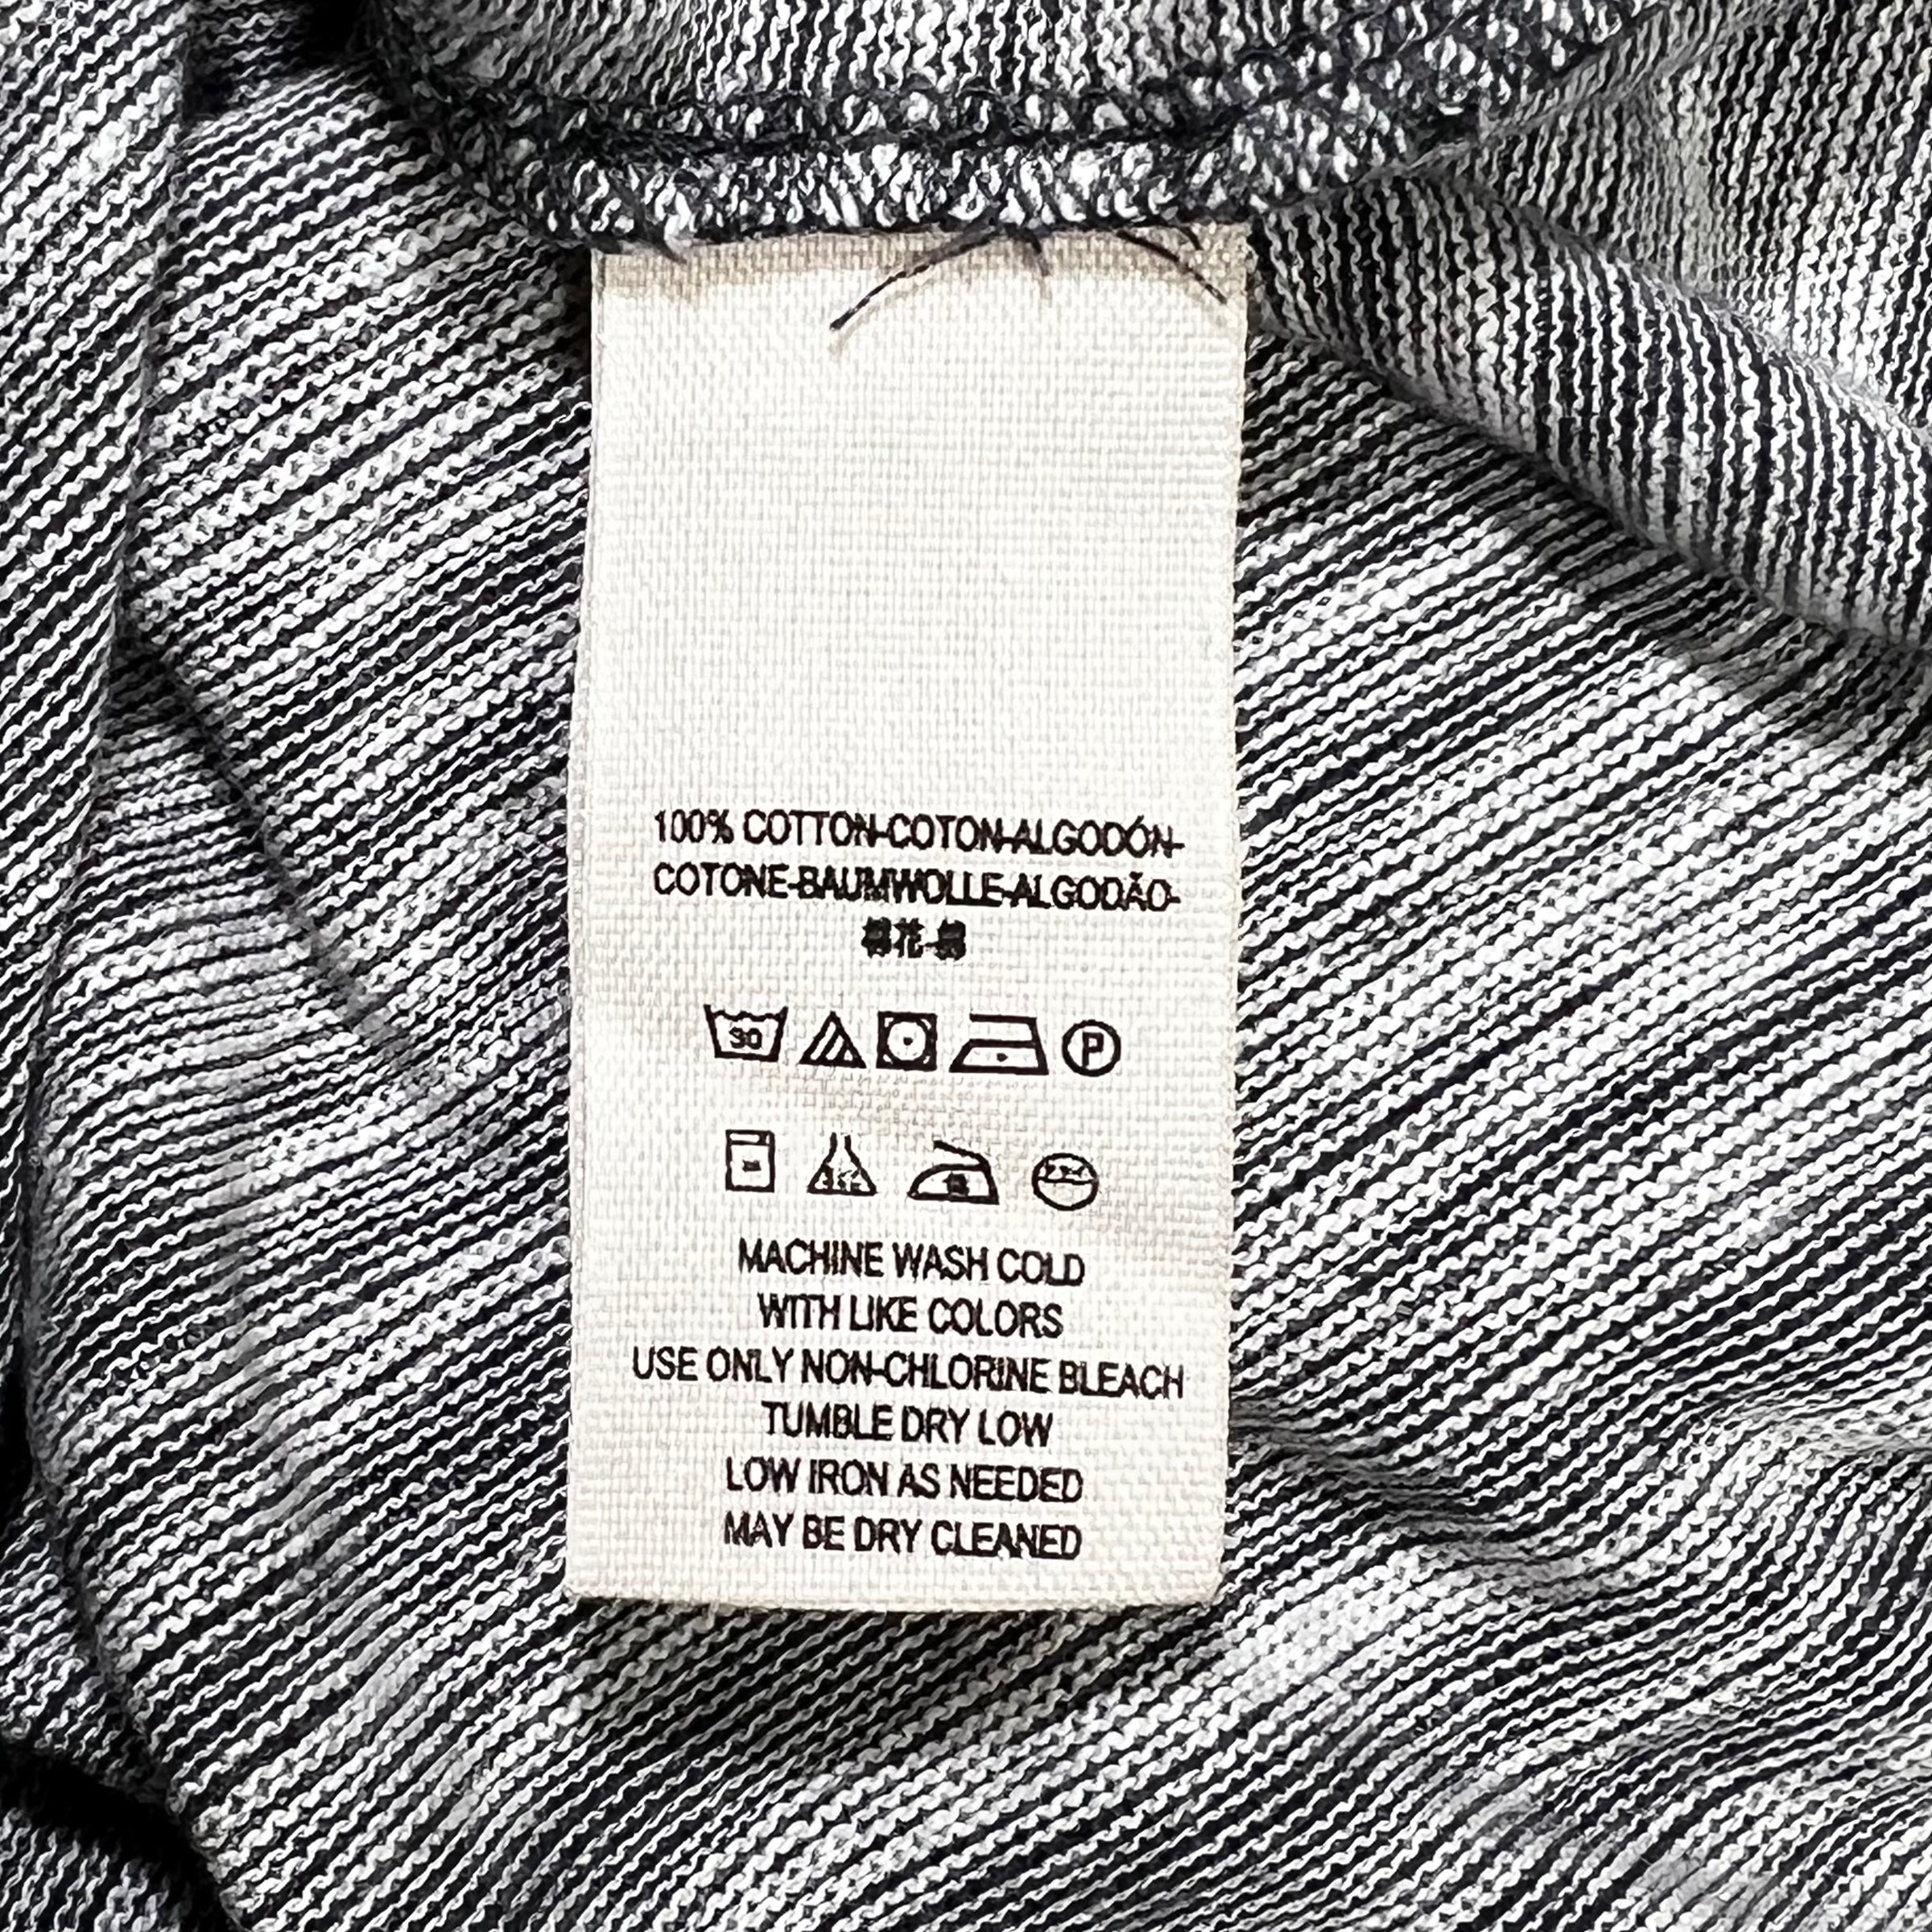 100% COTTON-COTON-ALGODÓN-
COTONE-BAUMWOLLE-ALGODÃO-
棉花-綿
30
P
MACHINE WASH COLD
WITH LIKE COLORS
USE ONLY NON-CHLORINE BLEACH
TUMBLE DRY LOW
LOW IRON AS NEEDED
MAY BE DRY CLEANED